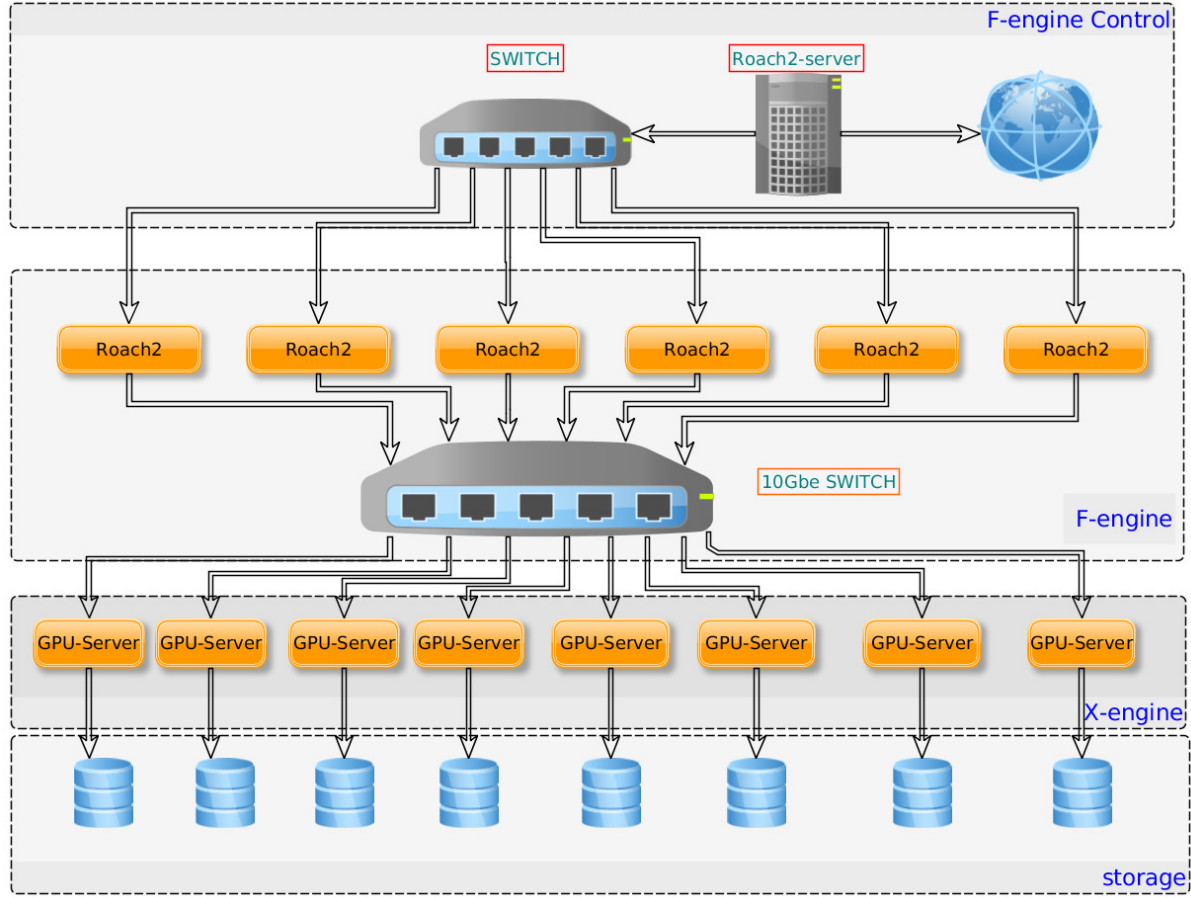 F-engine Control
SWITCH
Roach2-server
Roach2
Roach2
Roach2
Roach2
Roach2
Roach2
10Gbe SWITCH
F-engine
GPU-Server
GPU-Server
GPU-Server
GPU-Server
GPU-Server
GPU-Server
GPU-Server
GPU-Server
X-engine
storage